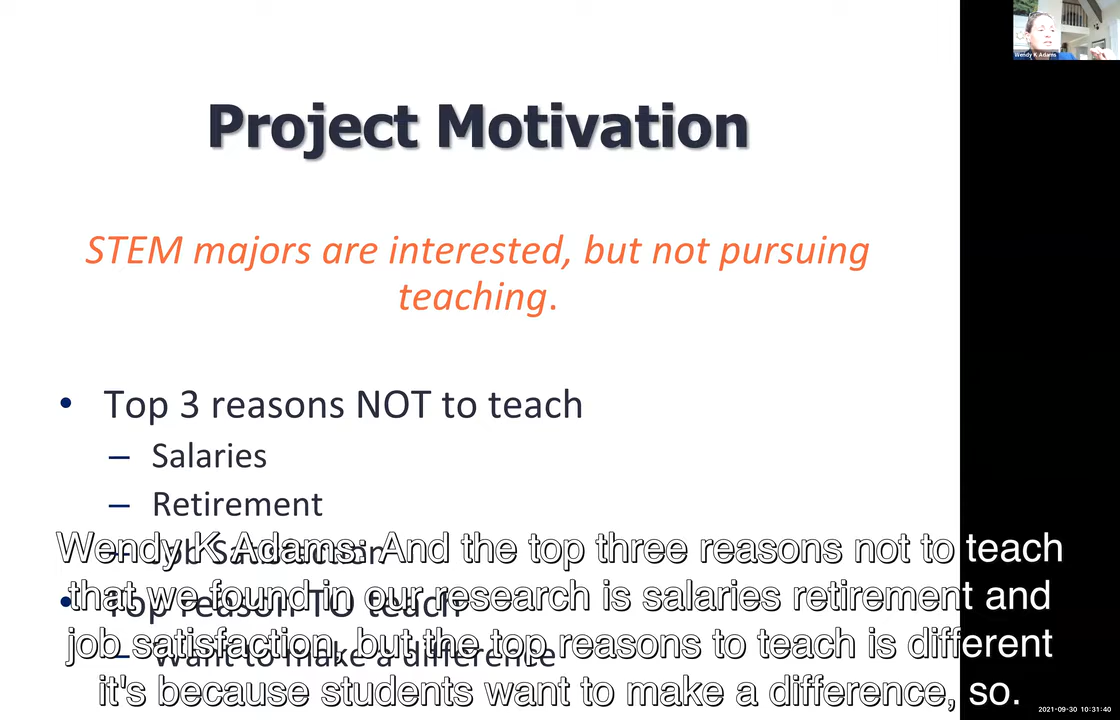 Wendy K Adams
Project Motivation
STEM majors are interested, but not pursuing
teaching.
• Top 3 reasons NOT to teach
– Salaries
– Retirement
– Job Satisfaction
• Top reason TO teach
– Want to make a difference
Wendy K Adams: And the top three reasons not to teach
that we found in our research is salaries retirement and
job satisfaction, but the top reasons to teach is different
it's because students want to make a difference, so.
2021-09-30 10:31:40